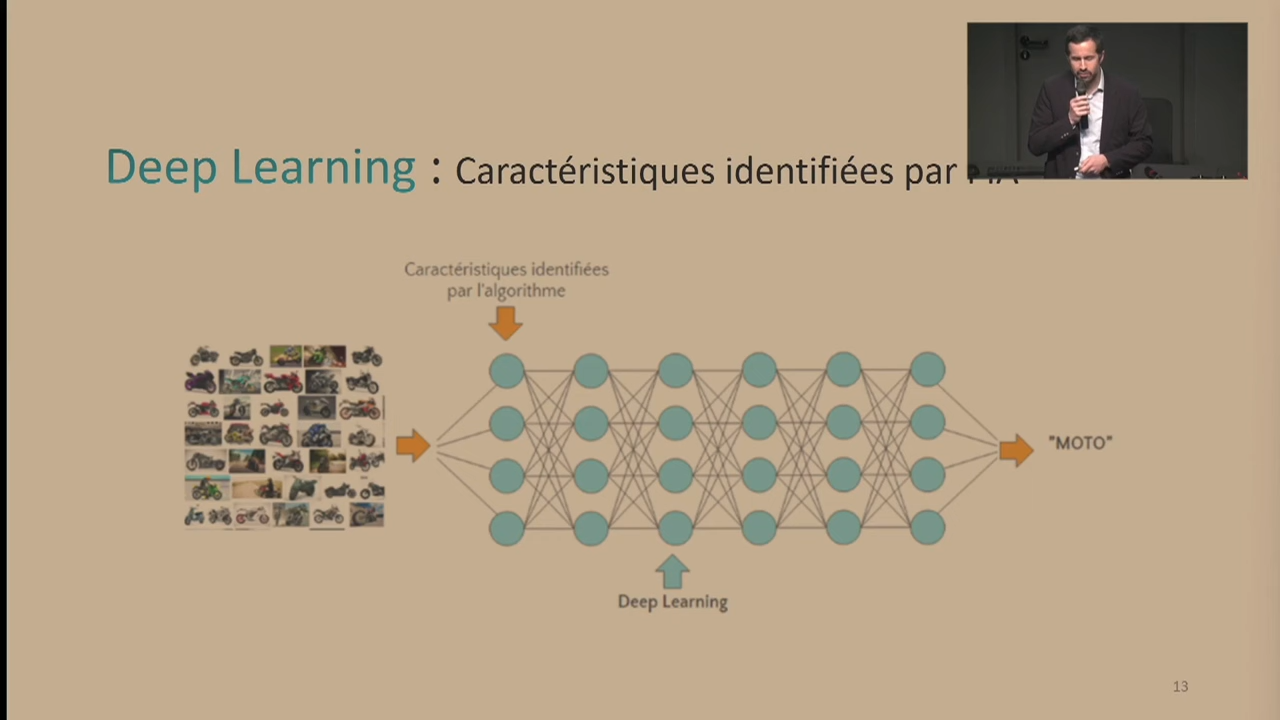 Deep Learning : Caractéristiques identifiées par
Caractéristiques identifiées
par l'algorithme
"MOTO"
Deep Learning
13